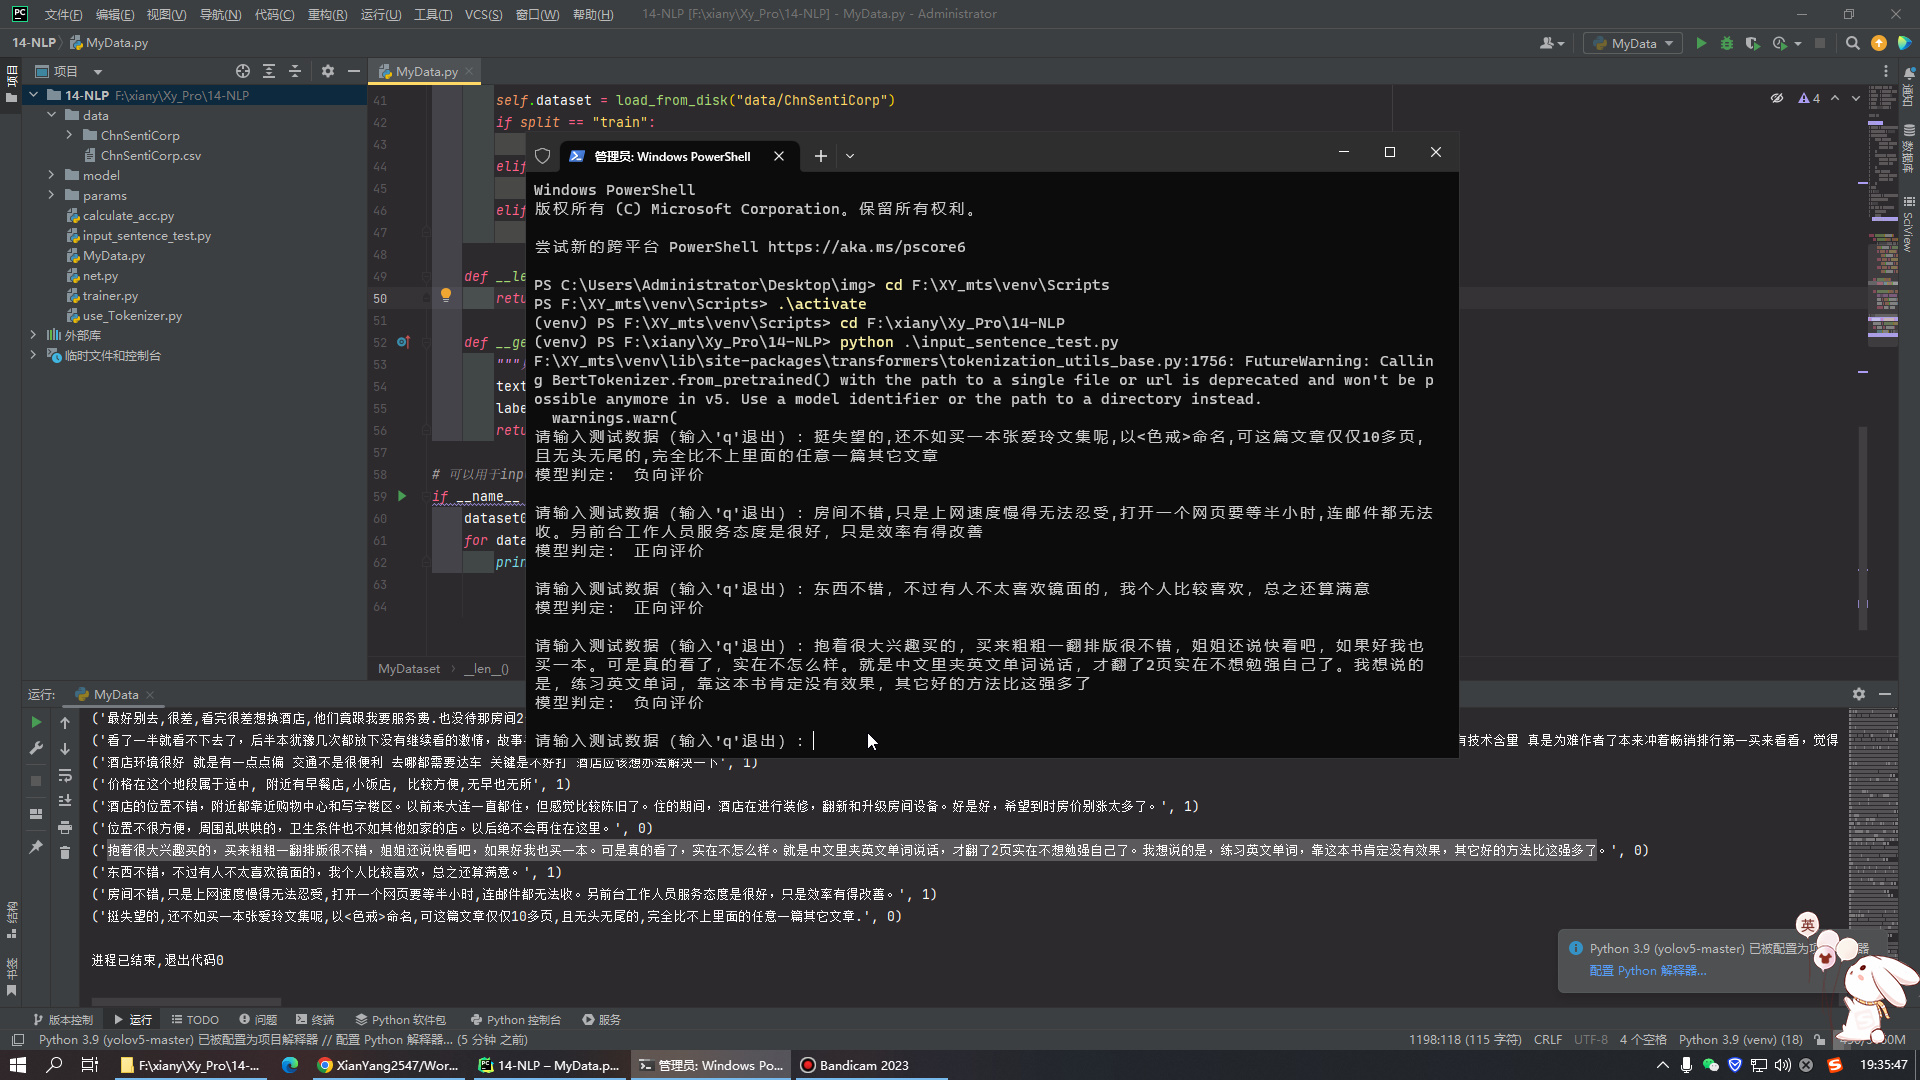 文件(F) 编辑(E) 视图(V) 导航(N) 代码(C) 重构(R) 运行(U) 工具(T) VCS(S) 窗口(W) 帮助(H) 14-NLP [F:\xiany\Xy_Pro\14-NLP] - MyData.py - Administrator
14-NLP MyData.py MyData
项目 MyData.py
14-NLP F:\xiany\Xy_Pro\14-NLP
data
ChnSentiCorp
ChnSentiCorp.csv
model
params
calculate_acc.py
input_sentence_test.py
MyData.py
net.py
trainer.py
use_Tokenizer.py
外部库
临时文件和控制台
项目
通知
数据库
SciView
4
41 self.dataset = load_from_disk("data/ChnSentiCorp")
42 if split == "train":
43
44 elif
45
46 elif
47
48
49 def __le
50 retu
51
52 def __ge
53 """
54 text
55 labe
56 retu
57
58 # 可以用于inp
59 if __name__
60 dataset
61 for data
62 prin
63
64
MyDataset __len__()
管理员: Windows PowerShell
Windows PowerShell
版权所有 (C) Microsoft Corporation。保留所有权利。
尝试新的跨平台 PowerShell https://aka.ms/pscore6
PS C:\Users\Administrator\Desktop\img> cd F:\XY_mts\venv\Scripts
PS F:\XY_mts\venv\Scripts> .\activate
(venv) PS F:\XY_mts\venv\Scripts> cd F:\xiany\Xy_Pro\14-NLP
(venv) PS F:\xiany\Xy_Pro\14-NLP> python .\input_sentence_test.py
F:\XY_mts\venv\lib\site-packages\transformers\tokenization_utils_base.py:1756: FutureWarning: Callin
g BertTokenizer.from_pretrained() with the path to a single file or url is deprecated and won't be p
ossible anymore in v5. Use a model identifier or the path to a directory instead.
warnings.warn(
请输入测试数据 (输入'q'退出) : 挺失望的,还不如买一本张爱玲文集呢,以<色戒>命名,可这篇文章仅仅10多页,
且无头无尾的,完全比不上里面的任意一篇其它文章
模型判定: 负向评价
请输入测试数据 (输入'q'退出) : 房间不错,只是上网速度慢得无法忍受,打开一个网页要等半小时,连邮件都无法
收。另前台工作人员服务态度是很好，只是效率有得改善
模型判定: 正向评价
请输入测试数据 (输入'q'退出) : 东西不错，不过有人不太喜欢镜面的，我个人比较喜欢，总之还算满意
模型判定: 正向评价
请输入测试数据 (输入'q'退出) : 抱着很大兴趣买的，买来粗粗一翻排版很不错，姐姐还说快看吧，如果好我也
买一本。可是真的看了，实在不怎么样。就是中文里夹英文单词说话，才翻了2页实在不想勉强自己了。我想说的
是，练习英文单词，靠这本书肯定没有效果，其它好的方法比这强多了
模型判定: 负向评价
请输入测试数据 (输入'q'退出) :
运行: MyData
('最好别去,很差,看完很差想换酒店,他们竟跟我要服务费.也没待那房间2
('看了一半就看不下去了，后半本犹豫几次都放下没有继续看的激情，故事 有技术含量 真是为难作者了本来冲着畅销排行第一买来看看，觉得
('酒店环境很好 就是有一点点偏 交通不是很便利 去哪都需要达车 关键是不好打 酒店应该想办法解决一下', 1)
('价格在这个地段属于适中, 附近有早餐店,小饭店, 比较方便,无早也无所', 1)
('酒店的位置不错，附近都靠近购物中心和写字楼区。以前来大连一直都住，但感觉比较陈旧了。住的期间，酒店在进行装修，翻新和升级房间设备。好是好，希望到时房价别涨太多了。', 1)
('位置不很方便，周围乱哄哄的，卫生条件也不如其他如家的店。以后绝不会再住在这里。', 0)
('抱着很大兴趣买的，买来粗粗一翻排版很不错，姐姐还说快看吧，如果好我也买一本。可是真的看了，实在不怎么样。就是中文里夹英文单词说话，才翻了2页实在不想勉强自己了。我想说的是，练习英文单词，靠这本书肯定没有效果，其它好的方法比这强多了。', 0)
('东西不错，不过有人不太喜欢镜面的，我个人比较喜欢，总之还算满意。', 1)
('房间不错,只是上网速度慢得无法忍受,打开一个网页要等半小时,连邮件都无法收。另前台工作人员服务态度是很好，只是效率有得改善。', 1)
('挺失望的,还不如买一本张爱玲文集呢,以<色戒>命名,可这篇文章仅仅10多页,且无头无尾的,完全比不上里面的任意一篇其它文章.', 0)
进程已结束,退出代码0
结构
书签
英
Python 3.9 (yolov5-master) 已被配置为项
配置 Python 解释器...
版本控制 运行 TODO 问题 终端 Python 软件包 Python 控制台 服务
Python 3.9 (yolov5-master) 已被配置为项目解释器 // 配置 Python 解释器... (5 分钟 之前) 1198:118 (115 字符) CRLF UTF-8 4 个空格 Python 3.9 (venv) (18)
F:\xiany\Xy_Pro\14-... XianYang2547/Wor... 14-NLP – MyData.p... 管理员: Windows Po... Bandicam 2023 19:35:47